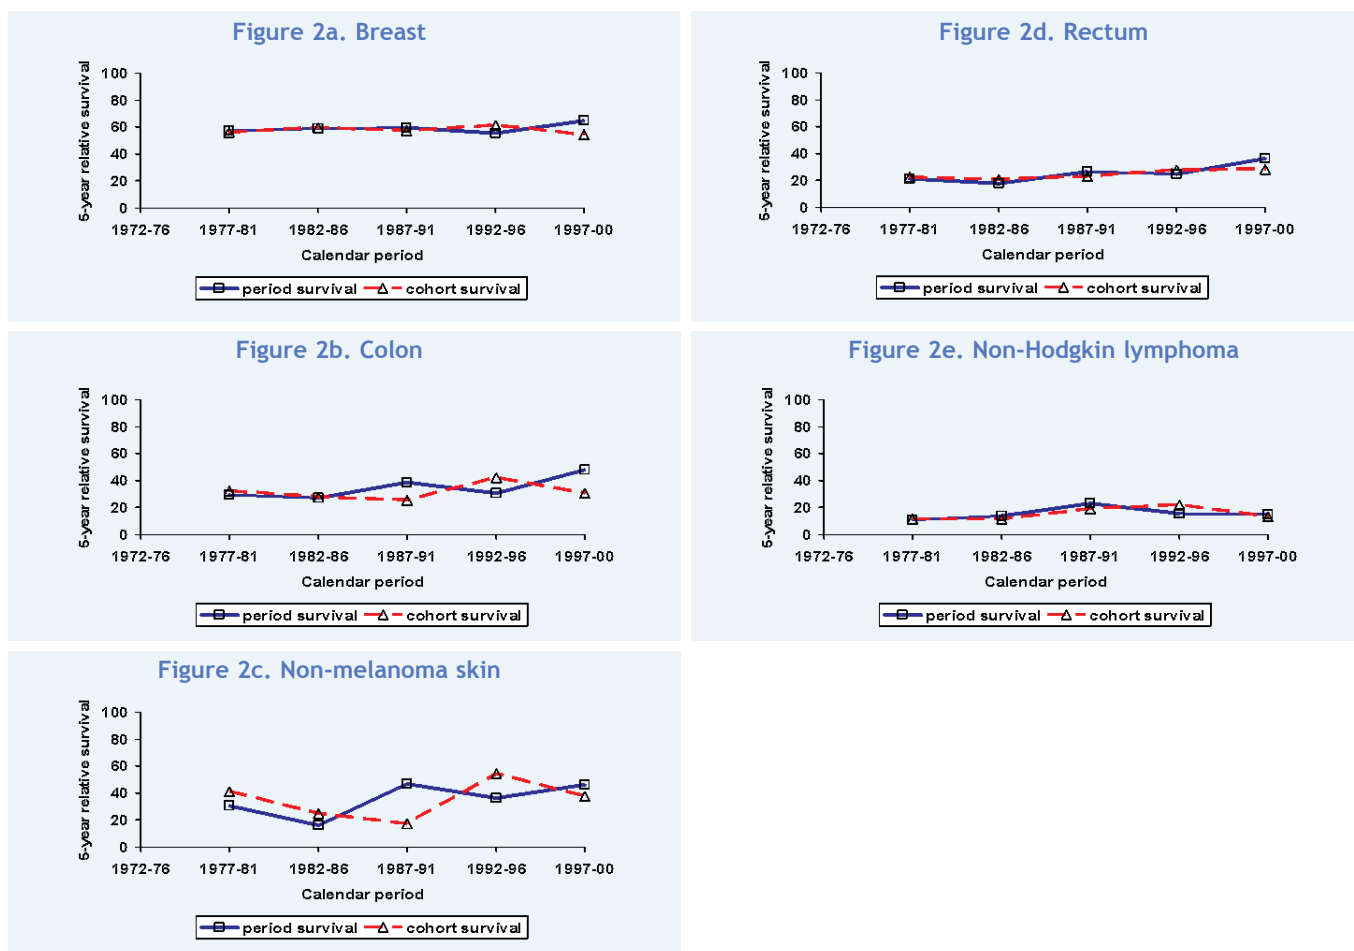 Figure 2a. Breast
5-year relative survival
100
80
60
40
20
0
1972-76 1977-81 1982-86 1987-91 1992-96 1997-00
Calendar period
period survival cohort survival
Figure 2d. Rectum
5-year relative survival
100
80
60
40
20
0
1972-76 1977-81 1982-86 1987-91 1992-96 1997-00
Calendar period
period survival cohort survival
Figure 2b. Colon
5-year relative survival
100
80
60
40
20
0
1972-76 1977-81 1982-86 1987-91 1992-96 1997-00
Calendar period
period survival cohort survival
Figure 2e. Non-Hodgkin lymphoma
5-year relative survival
100
80
60
40
20
0
1972-76 1977-81 1982-86 1987-91 1992-96 1997-00
Calendar period
period survival cohort survival
Figure 2c. Non-melanoma skin
5-year relative survival
100
80
60
40
20
0
1972-76 1977-81 1982-86 1987-91 1992-96 1997-00
Calendar period
period survival cohort survival